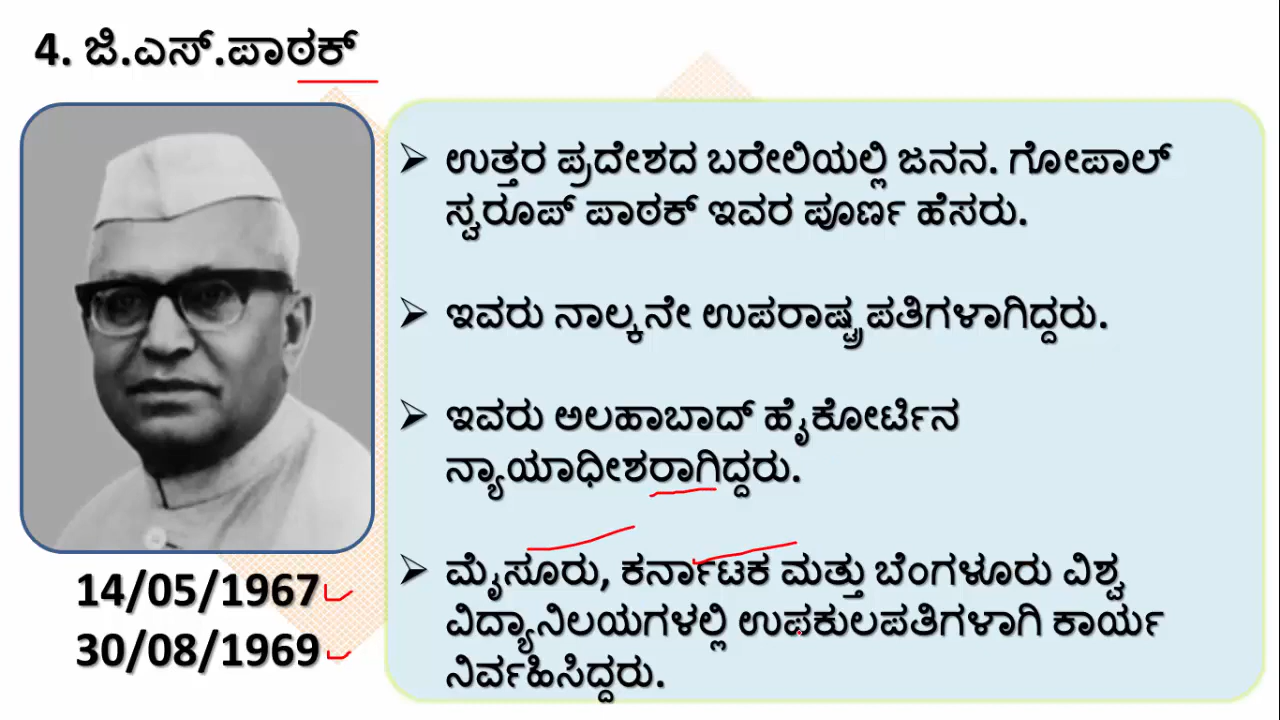 4. ಜಿ.ಎಸ್.ಪಾಠಕ್
ಉತ್ತರ ಪ್ರದೇಶದ ಬರೇಲಿಯಲ್ಲಿ ಜನನ. ಗೋಪಾಲ್
ಸ್ವರೂಪ್ ಪಾಠಕ್ ಇವರ ಪೂರ್ಣ ಹೆಸರು.
ಇವರು ನಾಲ್ಕನೇ ಉಪರಾಷ್ಟ್ರಪತಿಗಳಾಗಿದ್ದರು.
ಇವರು ಅಲಹಾಬಾದ್ ಹೈಕೋರ್ಟಿನ
ನ್ಯಾಯಾಧೀಶರಾಗಿದ್ದರು.
ಮೈಸೂರು, ಕರ್ನಾಟಕ ಮತ್ತು ಬೆಂಗಳೂರು ವಿಶ್ವ
ವಿದ್ಯಾನಿಲಯಗಳಲ್ಲಿ ಉಪಕುಲಪತಿಗಳಾಗಿ ಕಾರ್ಯ
ನಿರ್ವಹಿಸಿದ್ದರು.
14/05/1967
30/08/1969